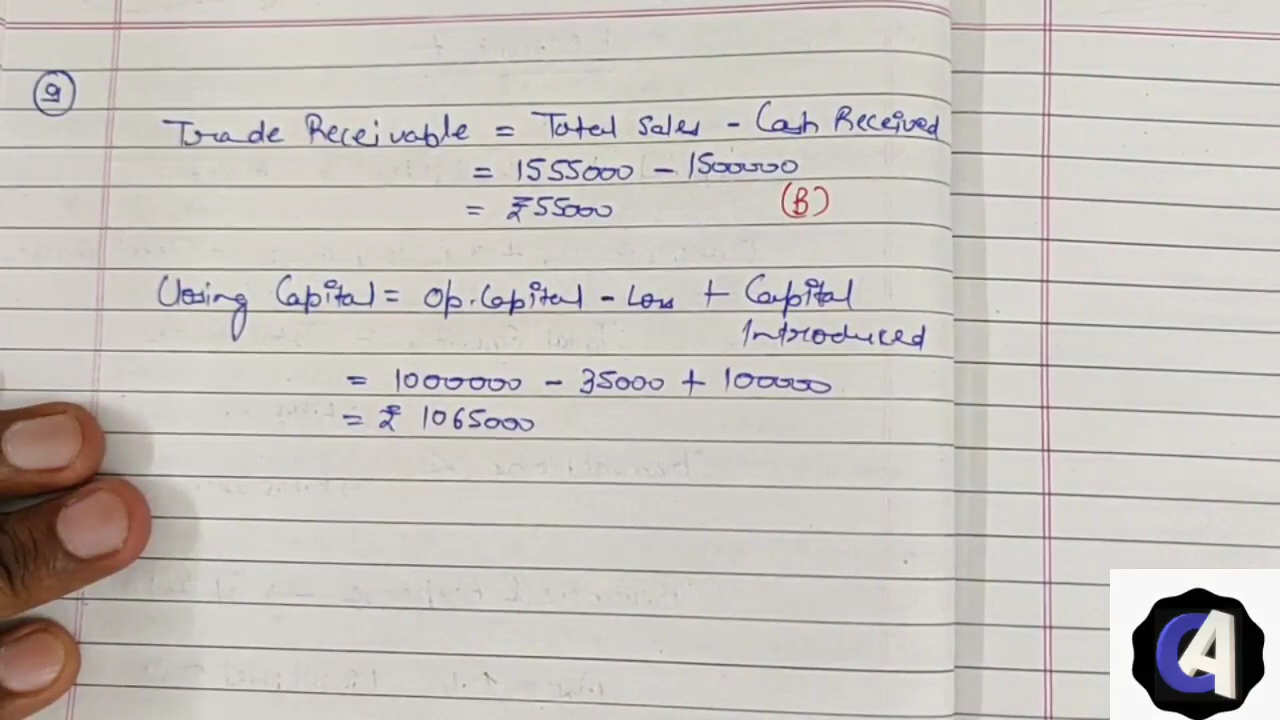 9
Trade Receivable = Total Sales - Cash Received
= 1555000 - 1500000
= ₹55000 (B)
Closing Capital = Op. Capital - Loss + Capital
Introduced
= 1000000 - 35000 + 100000
= ₹ 1065000
CA